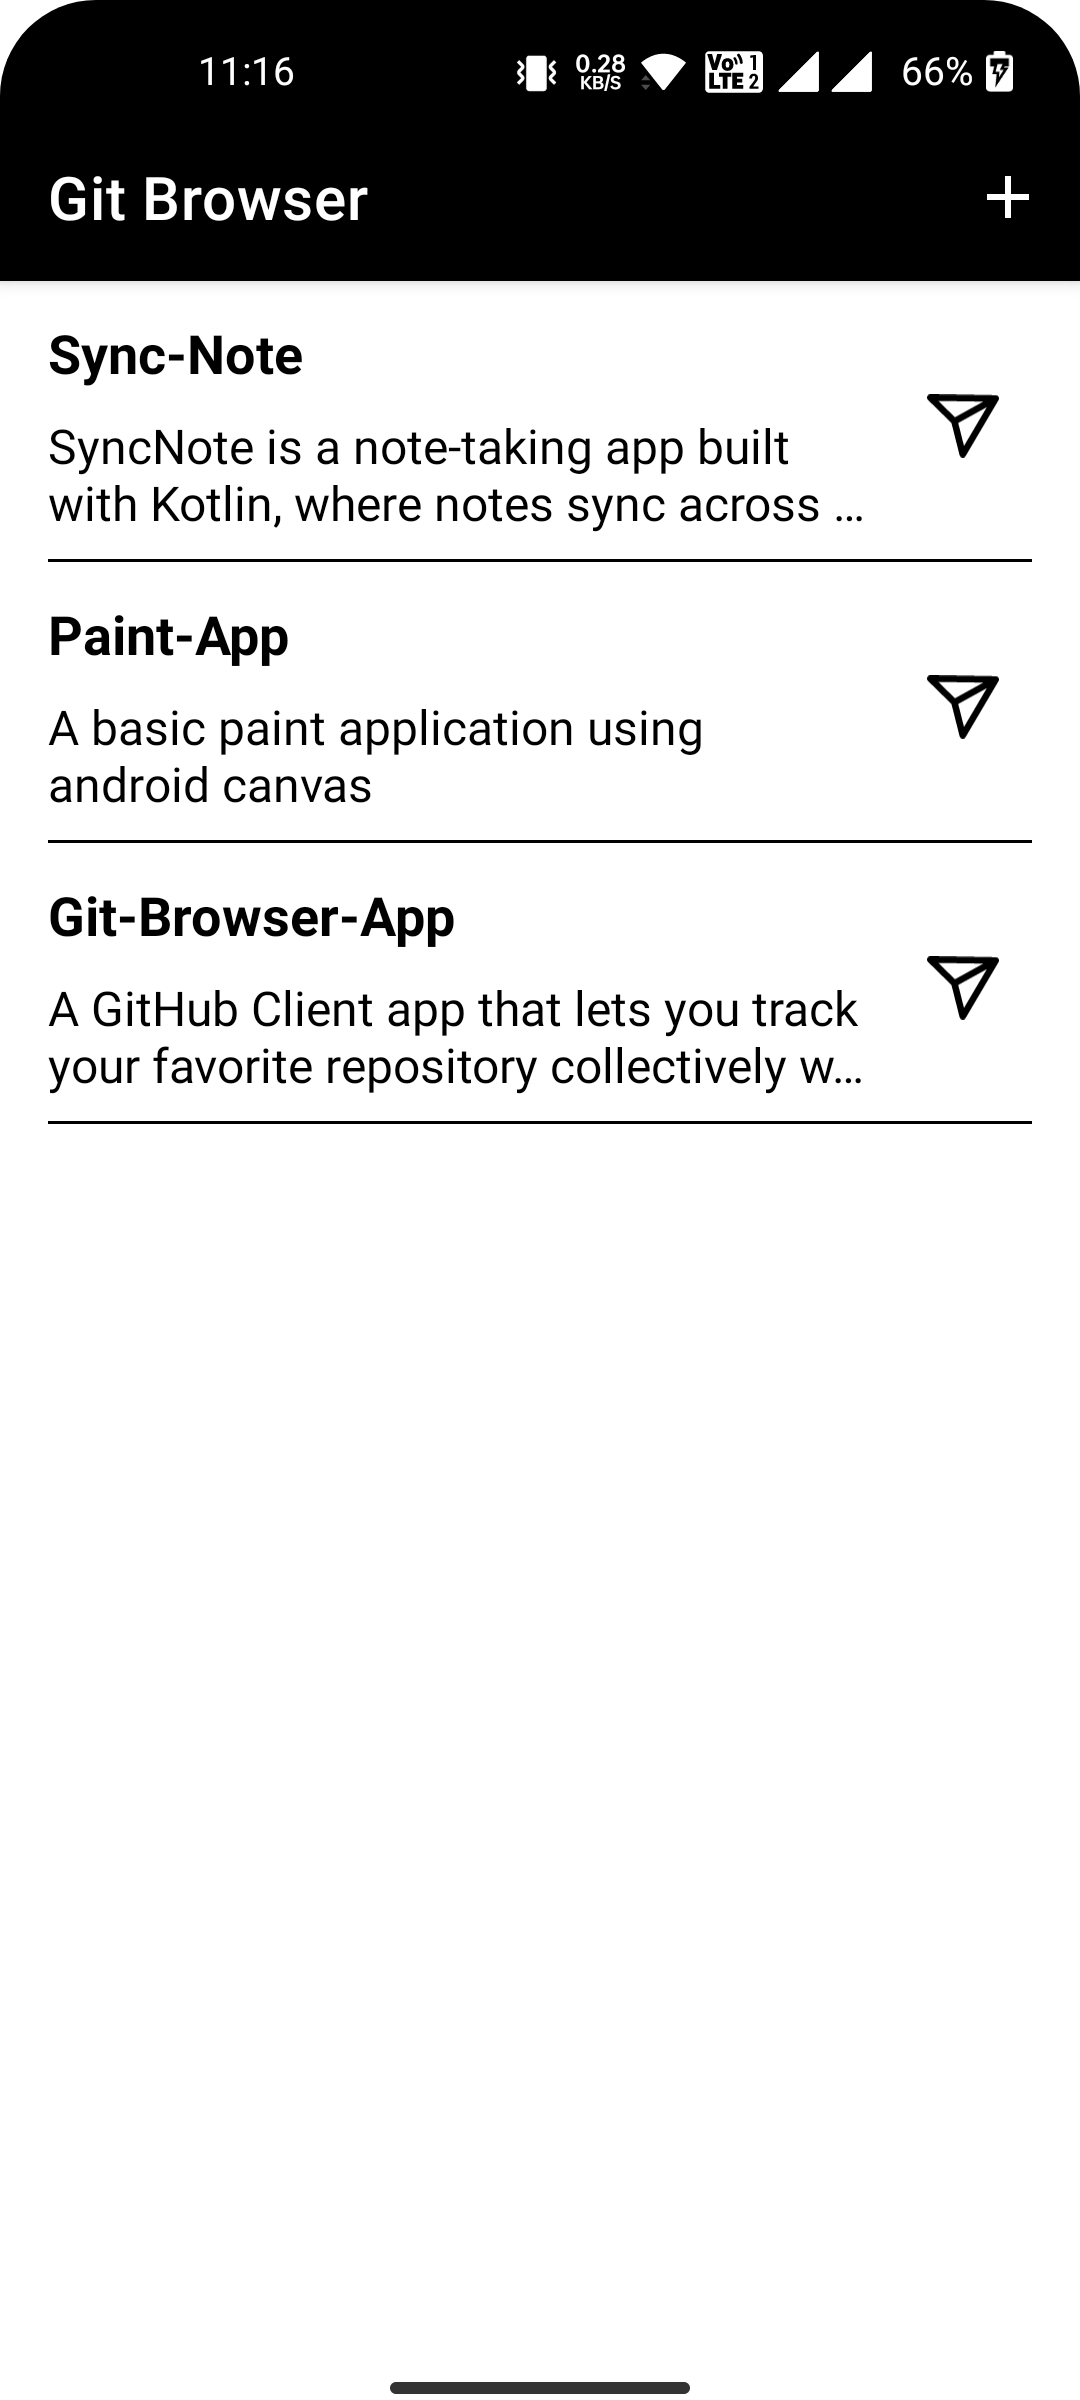 11:16
0.28
KB/S
Vo 1
LTE 2
66%
Git Browser
Sync-Note
SyncNote is a note-taking app built
with Kotlin, where notes sync across ...
Paint-App
A basic paint application using
android canvas
Git-Browser-App
A GitHub Client app that lets you track
your favorite repository collectively w...